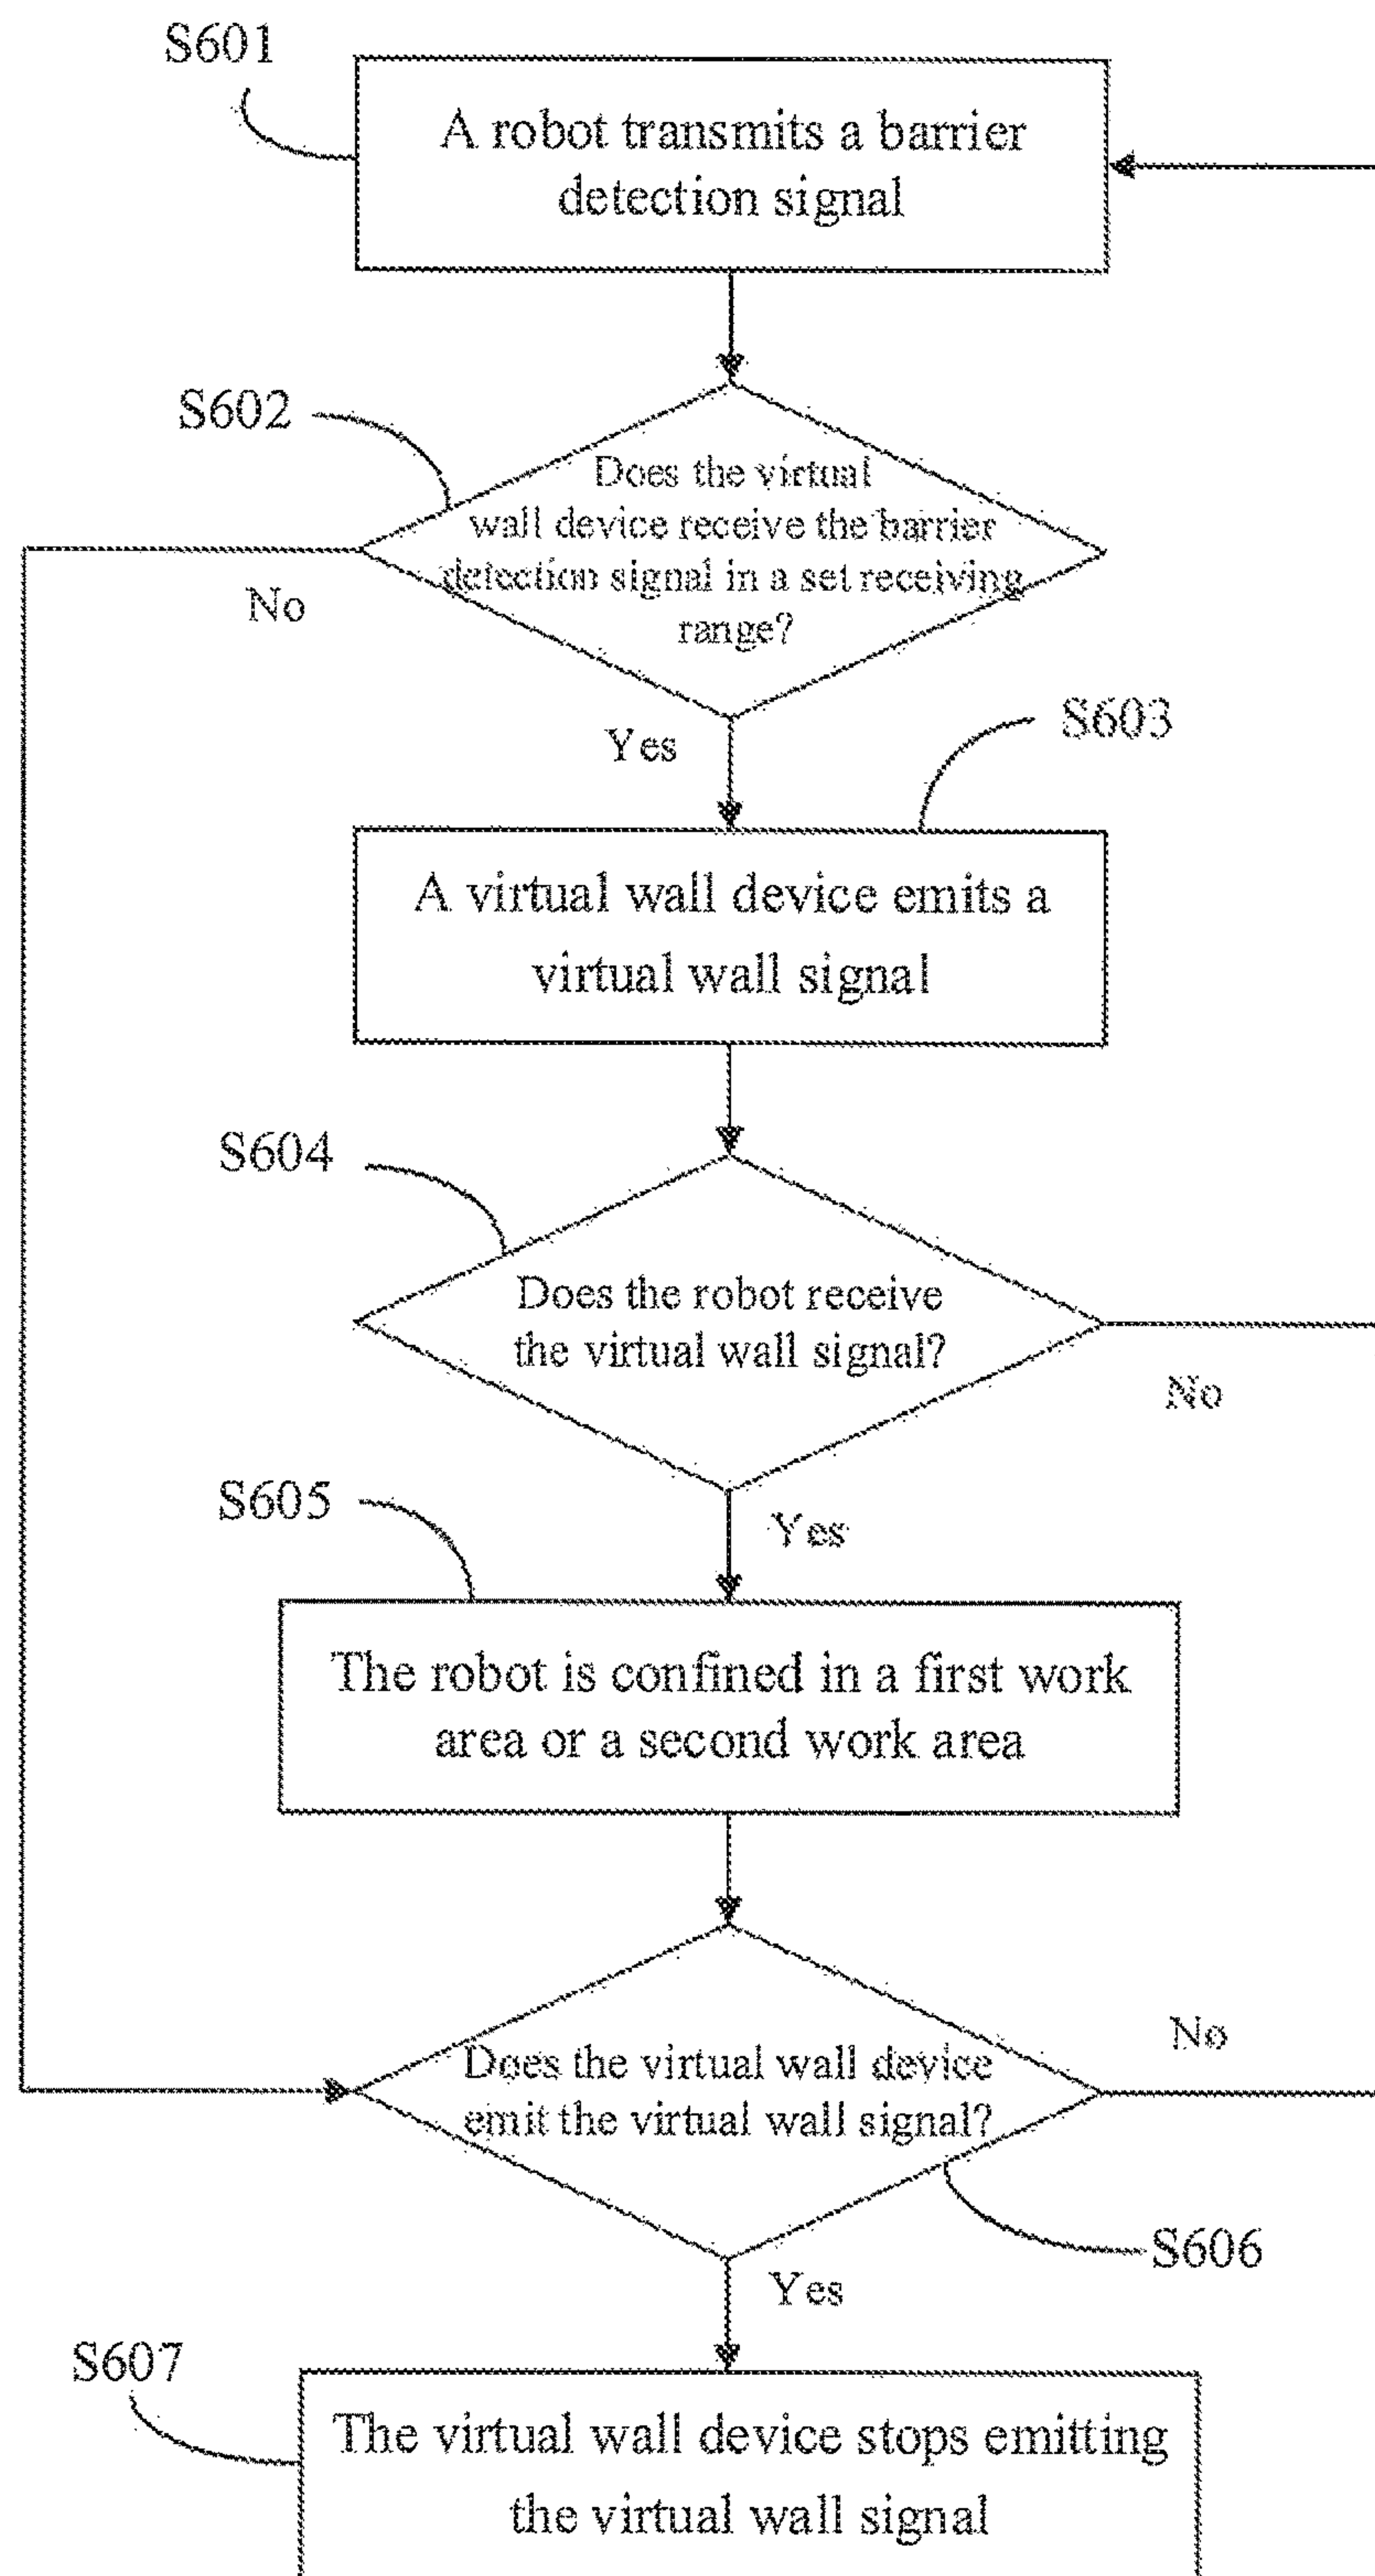 S601
A robot transmits a barrier
detection signal
S602
Does the virtual
wall device receive the barrier
detection signal in a set receiving
range?
No
Yes
S603
A virtual wall device emits a
virtual wall signal
S604
Does the robot receive
the virtual wall signal?
No
S605
Yes
The robot is confined in a first work
area or a second work area
No
Does the virtual wall device
emit the virtual wall signal?
S606
Yes
S607
The virtual wall device stops emitting
the virtual wall signal